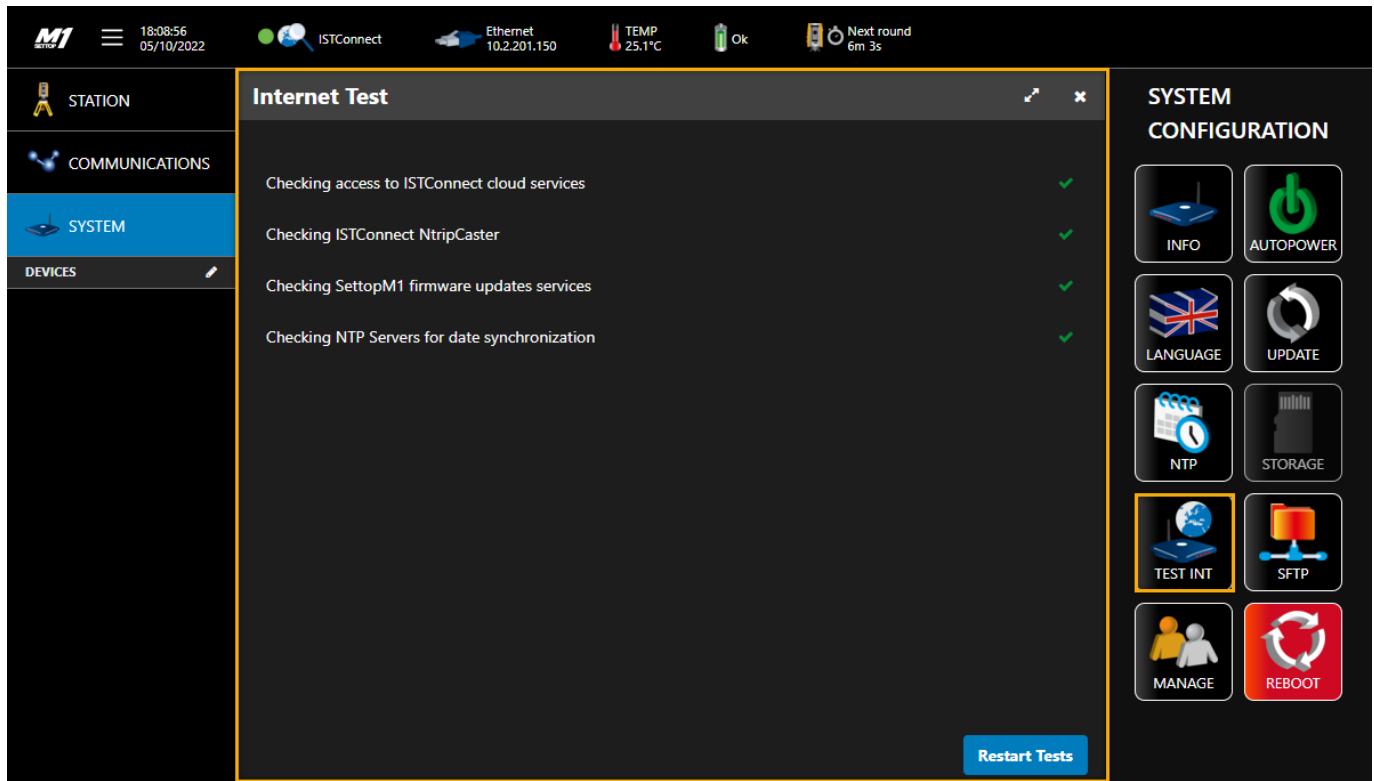 M1
SETTOP
18:08:56
05/10/2022
ISTConnect
Ethernet
10.2.201.150
TEMP
25.1°C
Ok
Next round
6m 3s
STATION
COMMUNICATIONS
SYSTEM
DEVICES
Internet Test
Checking access to ISTConnect cloud services
Checking ISTConnect NtripCaster
Checking SettopM1 firmware updates services
Checking NTP Servers for date synchronization
Restart Tests
SYSTEM
CONFIGURATION
INFO
AUTOPOWER
LANGUAGE
UPDATE
NTP
STORAGE
TEST INT
SFTP
MANAGE
REBOOT